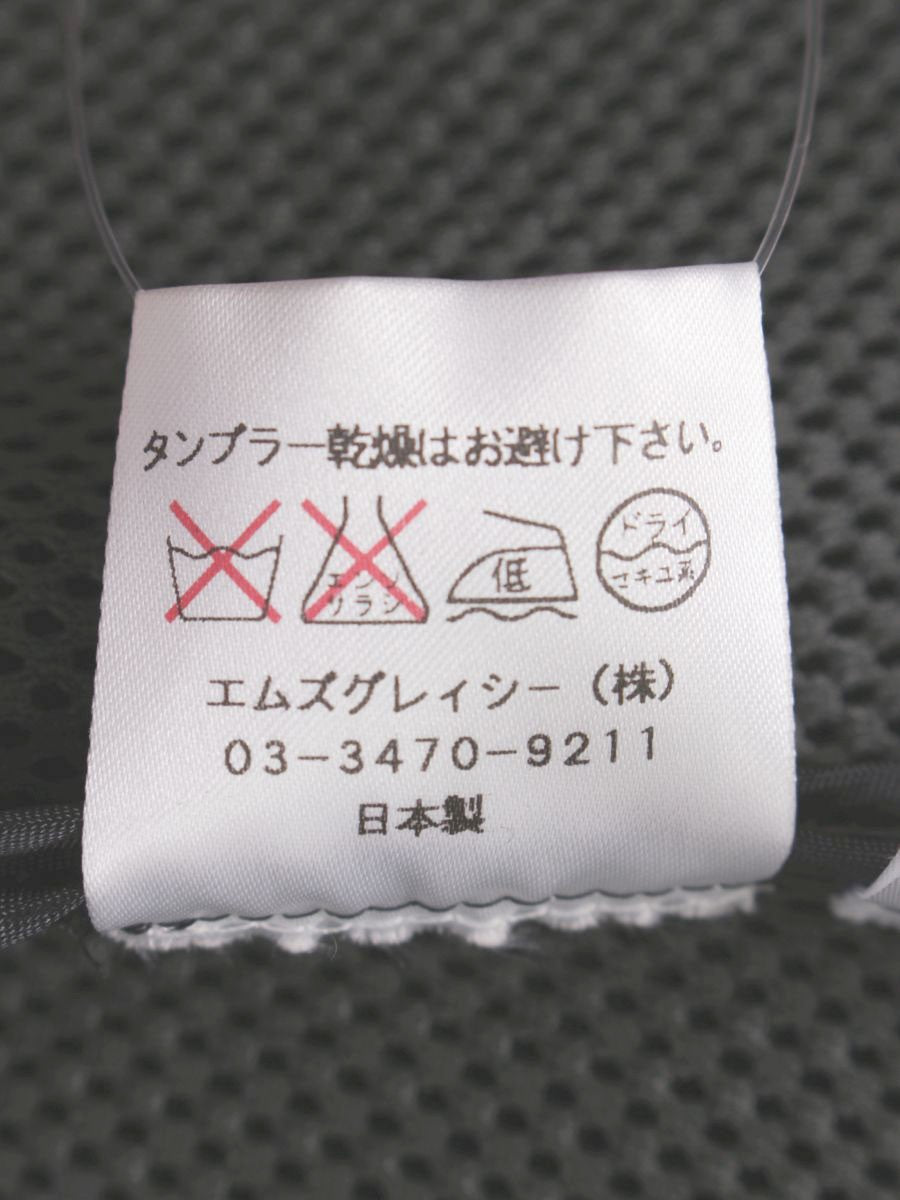 タンブラー乾燥はお避け下さい。
エンソ サラシ 低 ドライ セキユ系
エムズグレイシー（株）
03-3470-9211
日本製